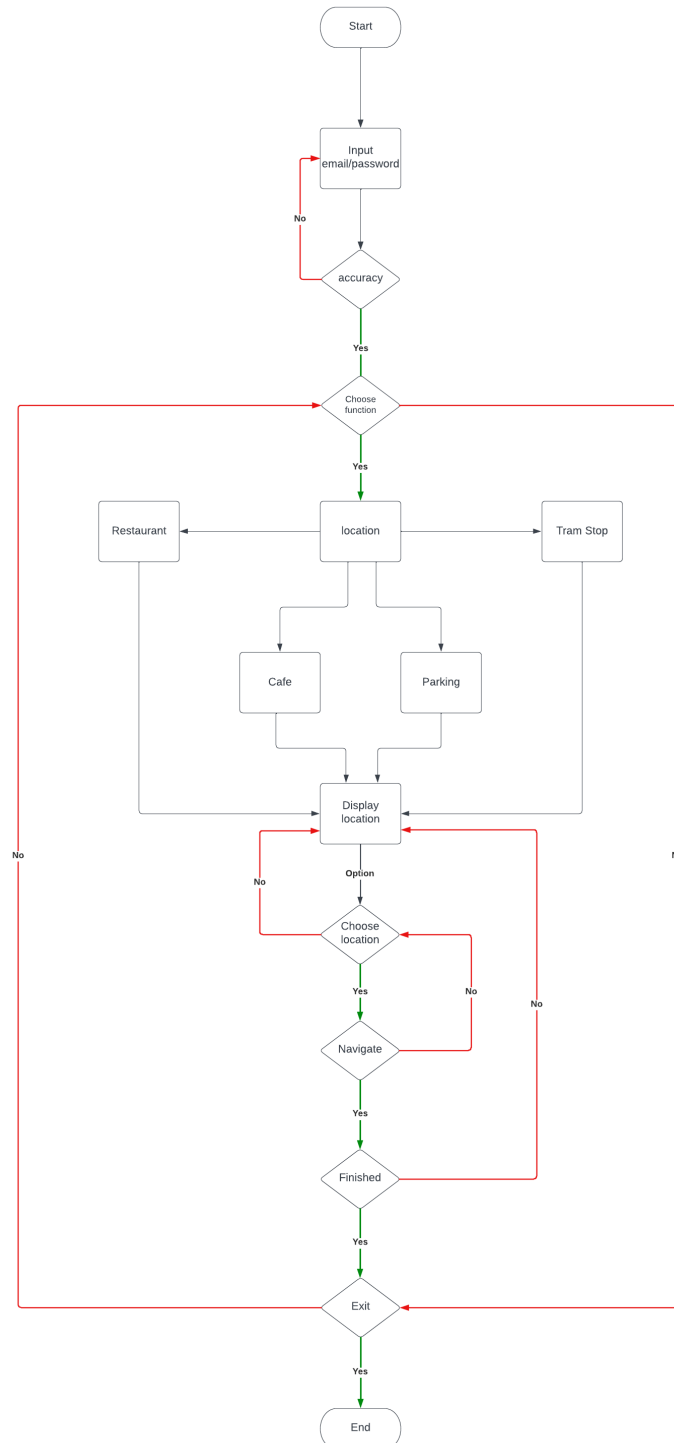 Start
Input
email/password
No
accuracy
Yes
Choose
function
Yes
Restaurant
location
Tram Stop
Cafe
Parking
Display
location
No
Option
No
Choose
location
Yes
No
No
Navigate
Yes
Finished
Yes
Exit
Yes
End